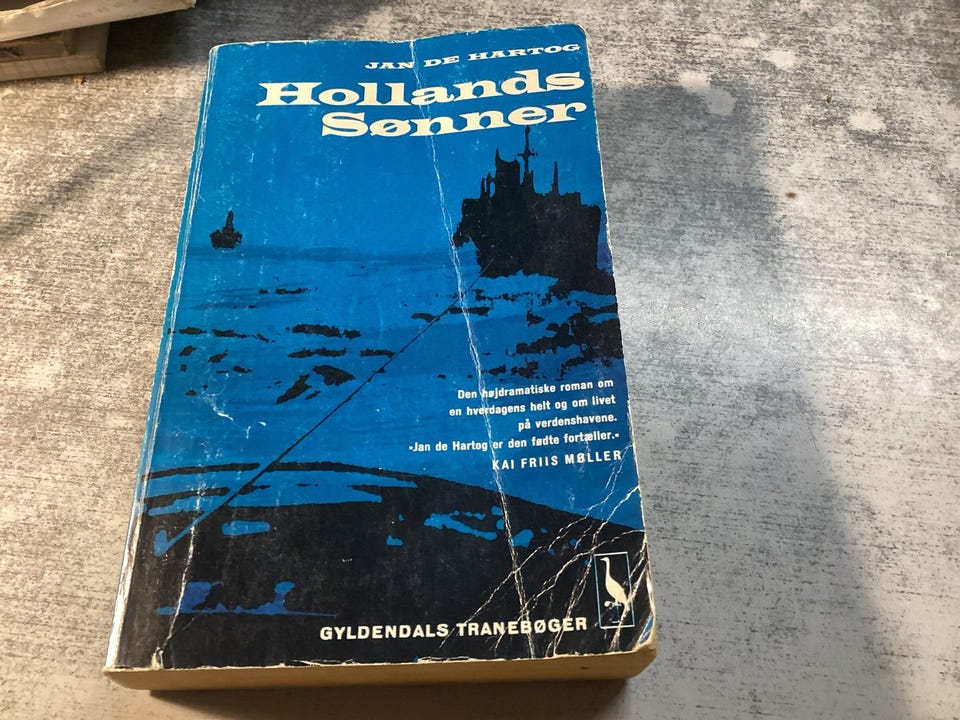 JAN DE HARTOG
Hollands
Sønner
Den højdramatiske roman om
en hverdagens helt og om livet
på verdenshavene.
»Jan de Hartog er den fødte fortæller.«
KAI FRIIS MØLLER
GYLDENDALS TRANEBØGER